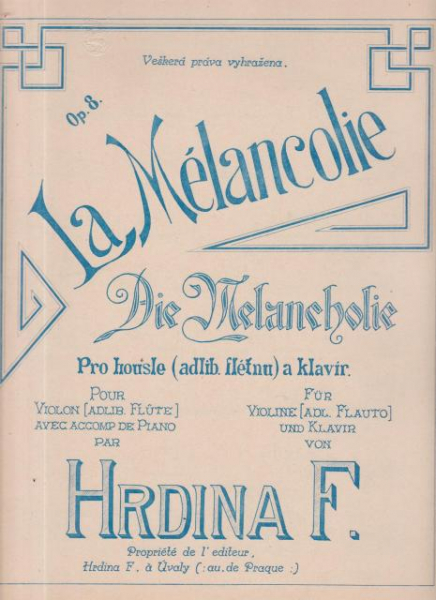 Veškerá práva vyhražena.
Op. 8.
La Mélancolie
Die Melancholie
Pro housle (adlib. flétnu) a klavír.
Pour
Violon [adlib. Flûte]
avec accomp de Piano
par
Für
Violine [adl. Flauto]
und Klavir
von
Hrdina F.
Propriété de l'editeur,
Hrdina F. à Úvaly (:au. de Praque:)